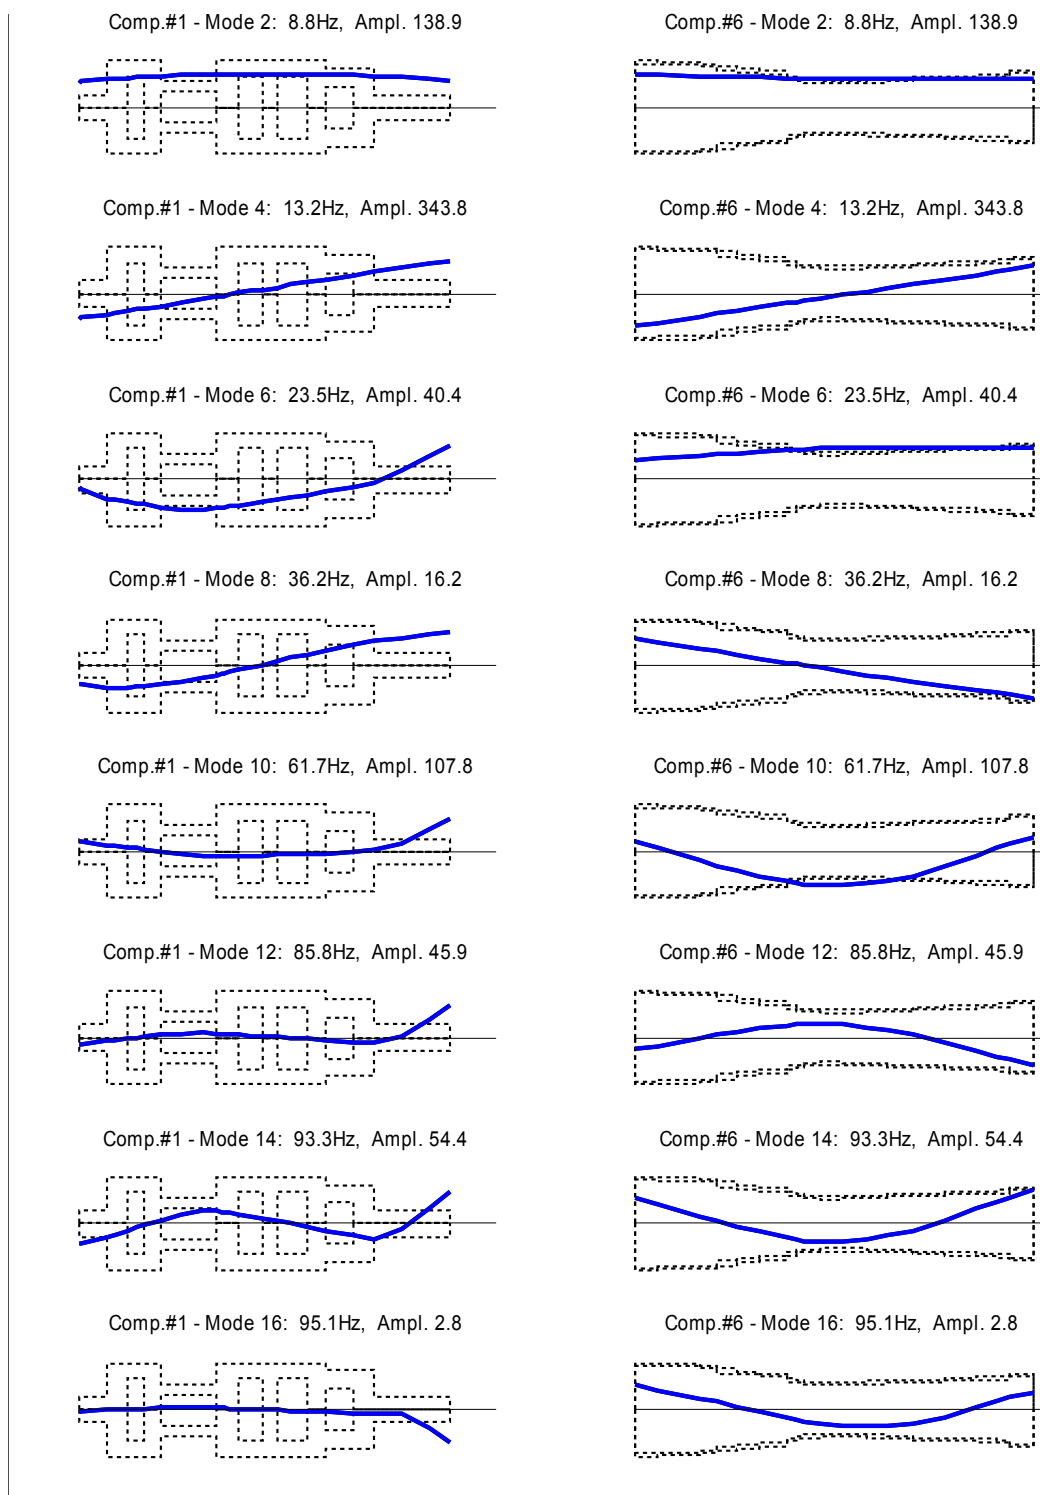 Comp.#1 - Mode 2: 8.8Hz, Ampl. 138.9
Comp.#6 - Mode 2: 8.8Hz, Ampl. 138.9
Comp.#1 - Mode 4: 13.2Hz, Ampl. 343.8
Comp.#6 - Mode 4: 13.2Hz, Ampl. 343.8
Comp.#1 - Mode 6: 23.5Hz, Ampl. 40.4
Comp.#6 - Mode 6: 23.5Hz, Ampl. 40.4
Comp.#1 - Mode 8: 36.2Hz, Ampl. 16.2
Comp.#6 - Mode 8: 36.2Hz, Ampl. 16.2
Comp.#1 - Mode 10: 61.7Hz, Ampl. 107.8
Comp.#6 - Mode 10: 61.7Hz, Ampl. 107.8
Comp.#1 - Mode 12: 85.8Hz, Ampl. 45.9
Comp.#6 - Mode 12: 85.8Hz, Ampl. 45.9
Comp.#1 - Mode 14: 93.3Hz, Ampl. 54.4
Comp.#6 - Mode 14: 93.3Hz, Ampl. 54.4
Comp.#1 - Mode 16: 95.1Hz, Ampl. 2.8
Comp.#6 - Mode 16: 95.1Hz, Ampl. 2.8